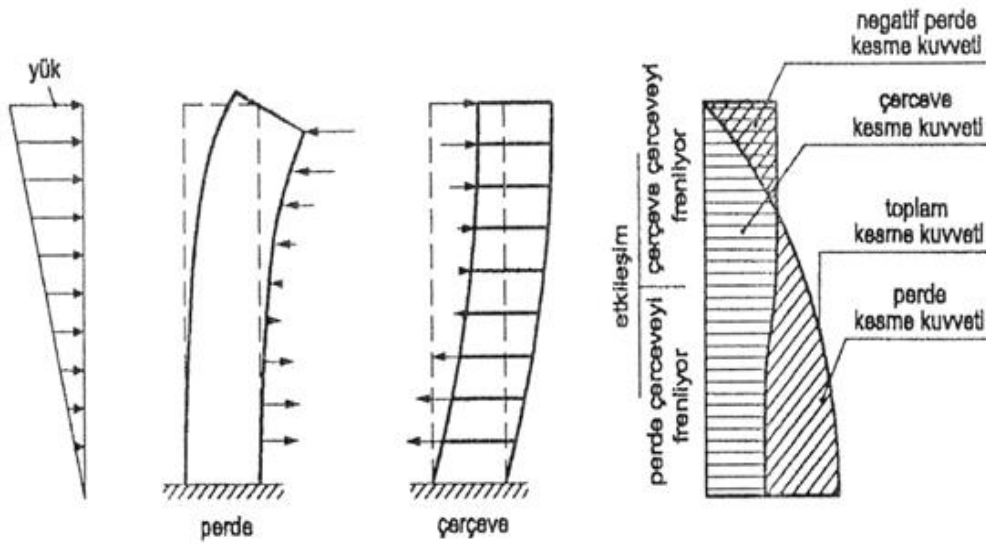 yük
negatif perde
kesme kuvveti
çerçeve
kesme kuvveti
toplam
kesme kuvveti
perde
kesme kuvveti
etkileşim
çerçeve çerçeveyi
frenliyor
perde çerçeveyi
frenliyor
perde
çerçeve